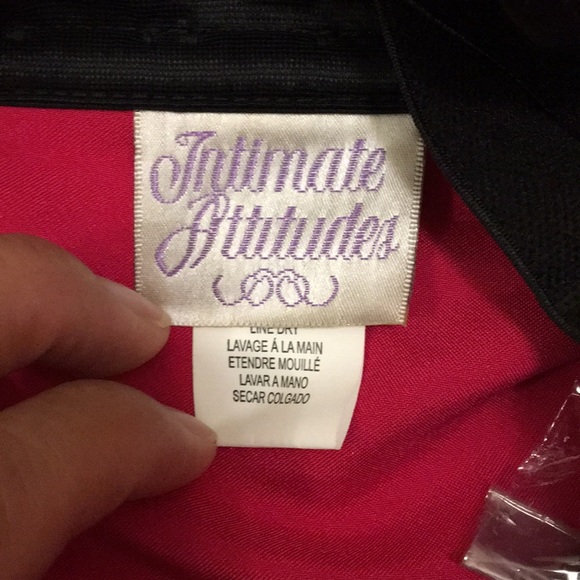 Intimate
Attitudes
LINE DRY
LAVAGE Á LA MAIN
ETENDRE MOUILLÉ
LAVAR A MANO
SECAR COLGADO